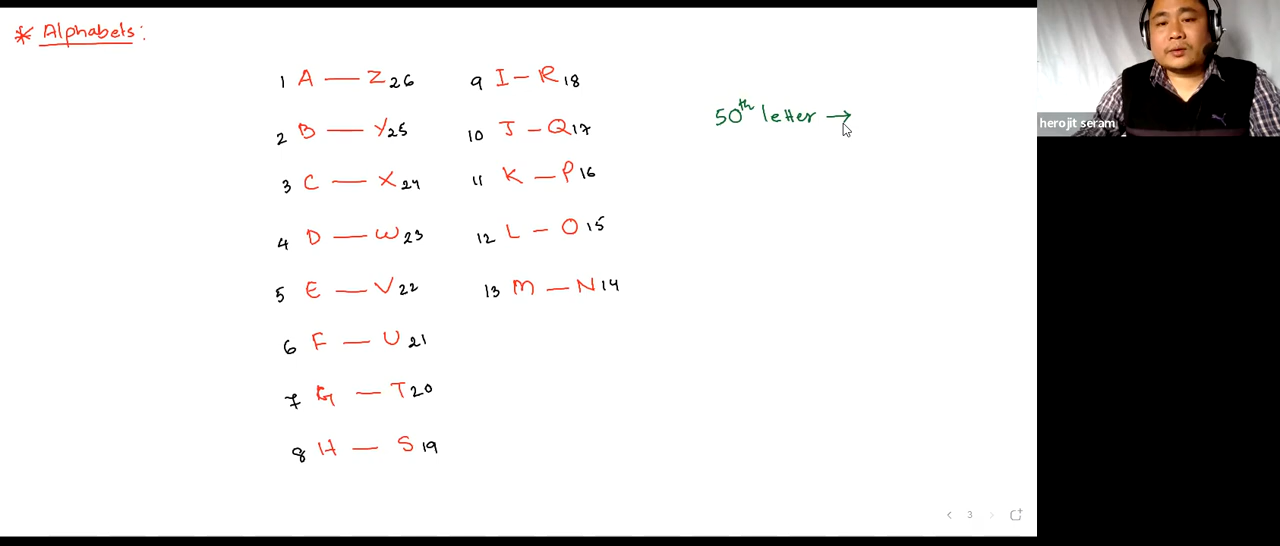 * Alphabets:
1 A — Z 26
2 B — Y 25
3 C — X 24
4 D — W 23
5 E — V 22
6 F — U 21
7 G — T 20
8 H — S 19
9 I — R 18
10 J — Q 17
11 K — P 16
12 L — O 15
13 M — N 14
50th letter →
herojit seram
3